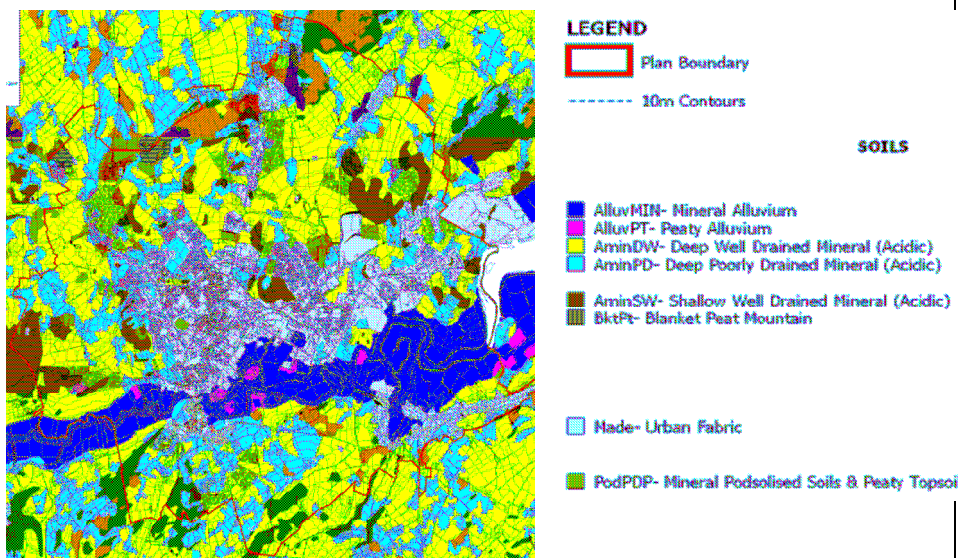 LEGEND
Plan Boundary
10m Contours
SOILS
AlluvMIN- Mineral Alluvium
AlluvPT- Peaty Alluvium
AminDW- Deep Well Drained Mineral (Acidic)
AminPD- Deep Poorly Drained Mineral (Acidic)
AminSW- Shallow Well Drained Mineral (Acidic)
BktPt- Blanket Peat Mountain
Made- Urban Fabric
PodPDP- Mineral Podsolised Soils & Peaty Topsoi